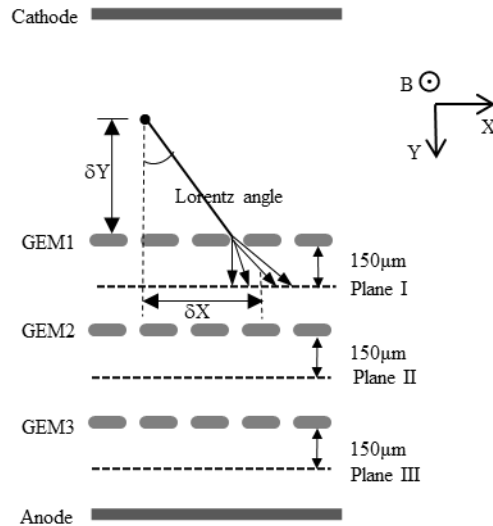 Cathode
B
X
Y
δY
Lorentz angle
GEM1
150μm
Plane I
δX
GEM2
150μm
Plane II
GEM3
150μm
Plane III
Anode